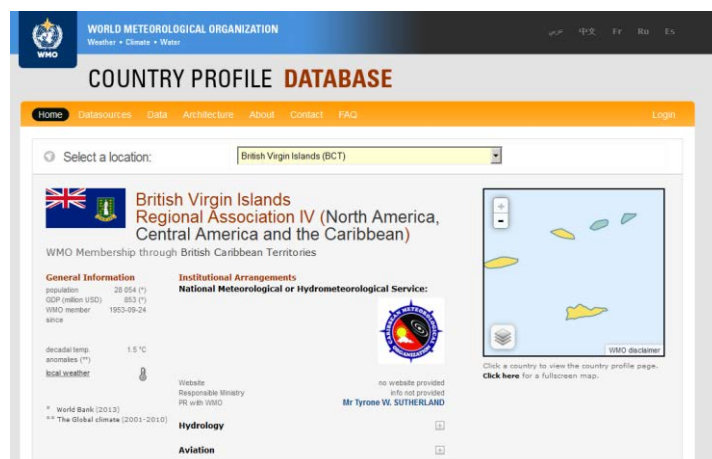 WORLD METEOROLOGICAL ORGANIZATION
Weather • Climate • Water
WMO
عربي 中文 Fr Ru Es
COUNTRY PROFILE DATABASE
Home Datasources Data Architecture About Contact FAQ Login
Select a location: British Virgin Islands (BCT)
British Virgin Islands
Regional Association IV (North America,
Central America and the Caribbean)
WMO Membership through British Caribbean Territories
General Information
population 28 054 (*)
GDP (million USD) 853 (*)
WMO member since 1953-09-24
decadal temp. anomalies (**) 1.5 °C
local weather
* World Bank (2013)
** The Global climate (2001-2010)
Institutional Arrangements
National Meteorological or Hydrometeorological Service:
CARIBBEAN METEOROLOGICAL ORGANIZATION
Website no website provided
Responsible Ministry info not provided
PR with WMO Mr Tyrone W. SUTHERLAND
Hydrology +
Aviation +
+
-
WMO disclaimer
Click a country to view the country profile page.
Click here for a fullscreen map.